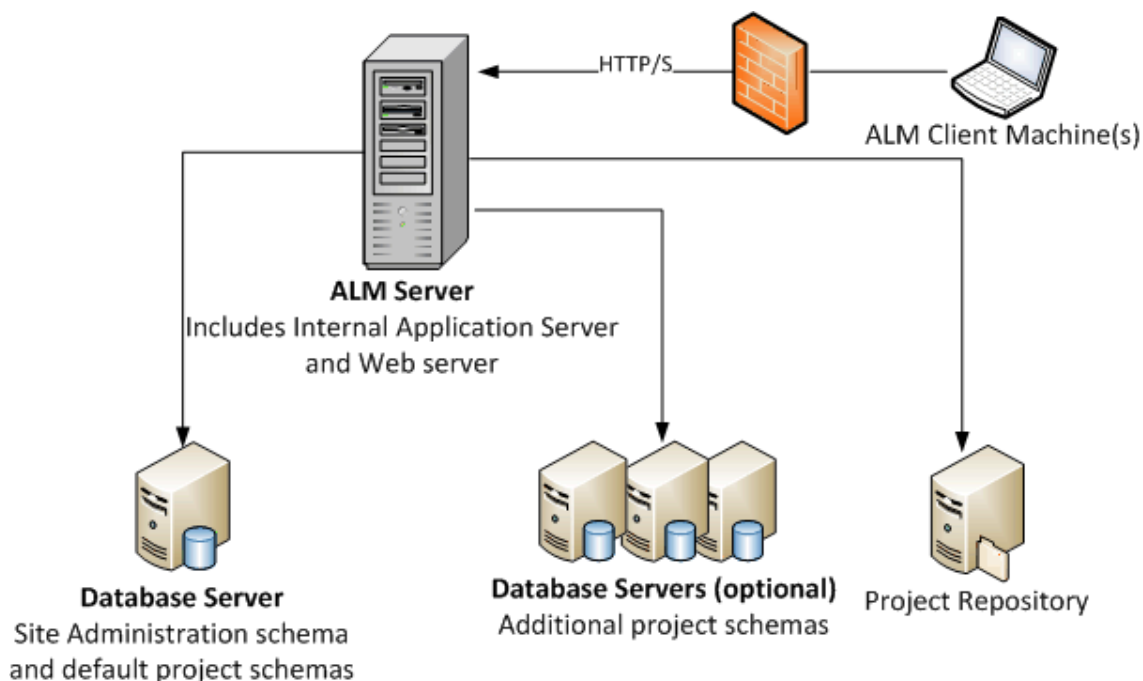 HTTP/S
ALM Client Machine(s)
ALM Server
Includes Internal Application Server
and Web server
Database Server
Site Administration schema
and default project schemas
Database Servers (optional)
Additional project schemas
Project Repository